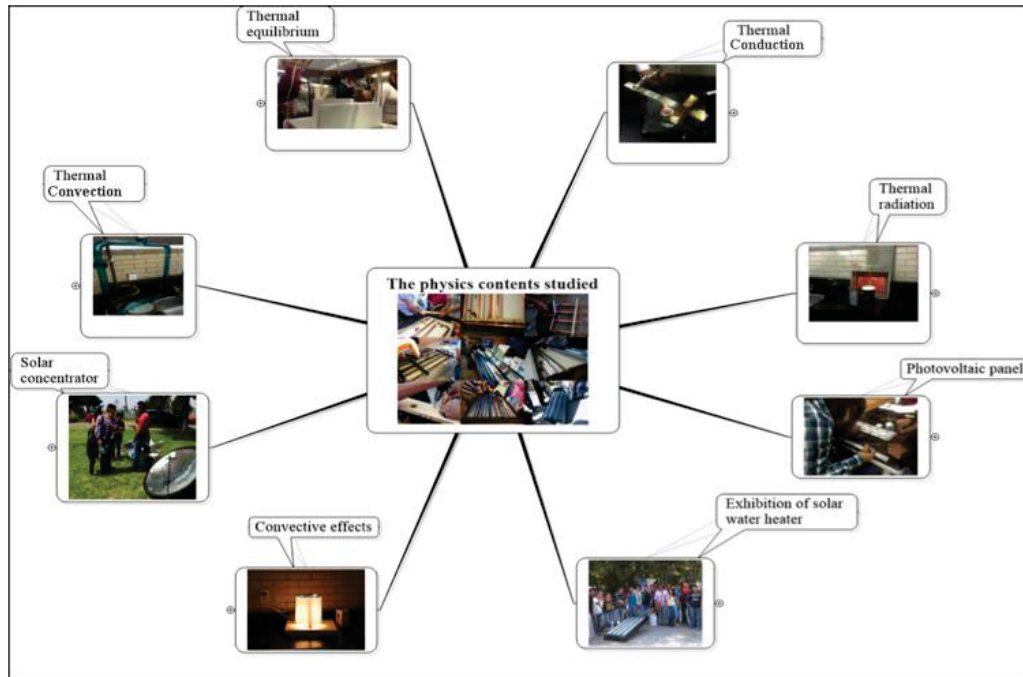 Thermal
equilibrium
Thermal
Conduction
Thermal
Convection
Thermal
radiation
The physics contents studied
Solar
concentrator
Photovoltaic panel
Convective effects
Exhibition of solar
water heater